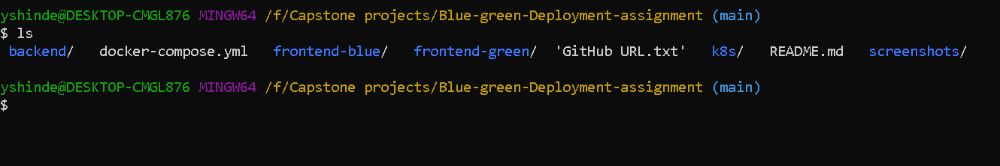 yshinde@DESKTOP-CMGL876 MINGW64 /f/Capstone projects/Blue-green-Deployment-assignment (main)
$ ls
backend/ docker-compose.yml frontend-blue/ frontend-green/ 'GitHub URL.txt' k8s/ README.md screenshots/
yshinde@DESKTOP-CMGL876 MINGW64 /f/Capstone projects/Blue-green-Deployment-assignment (main)
$